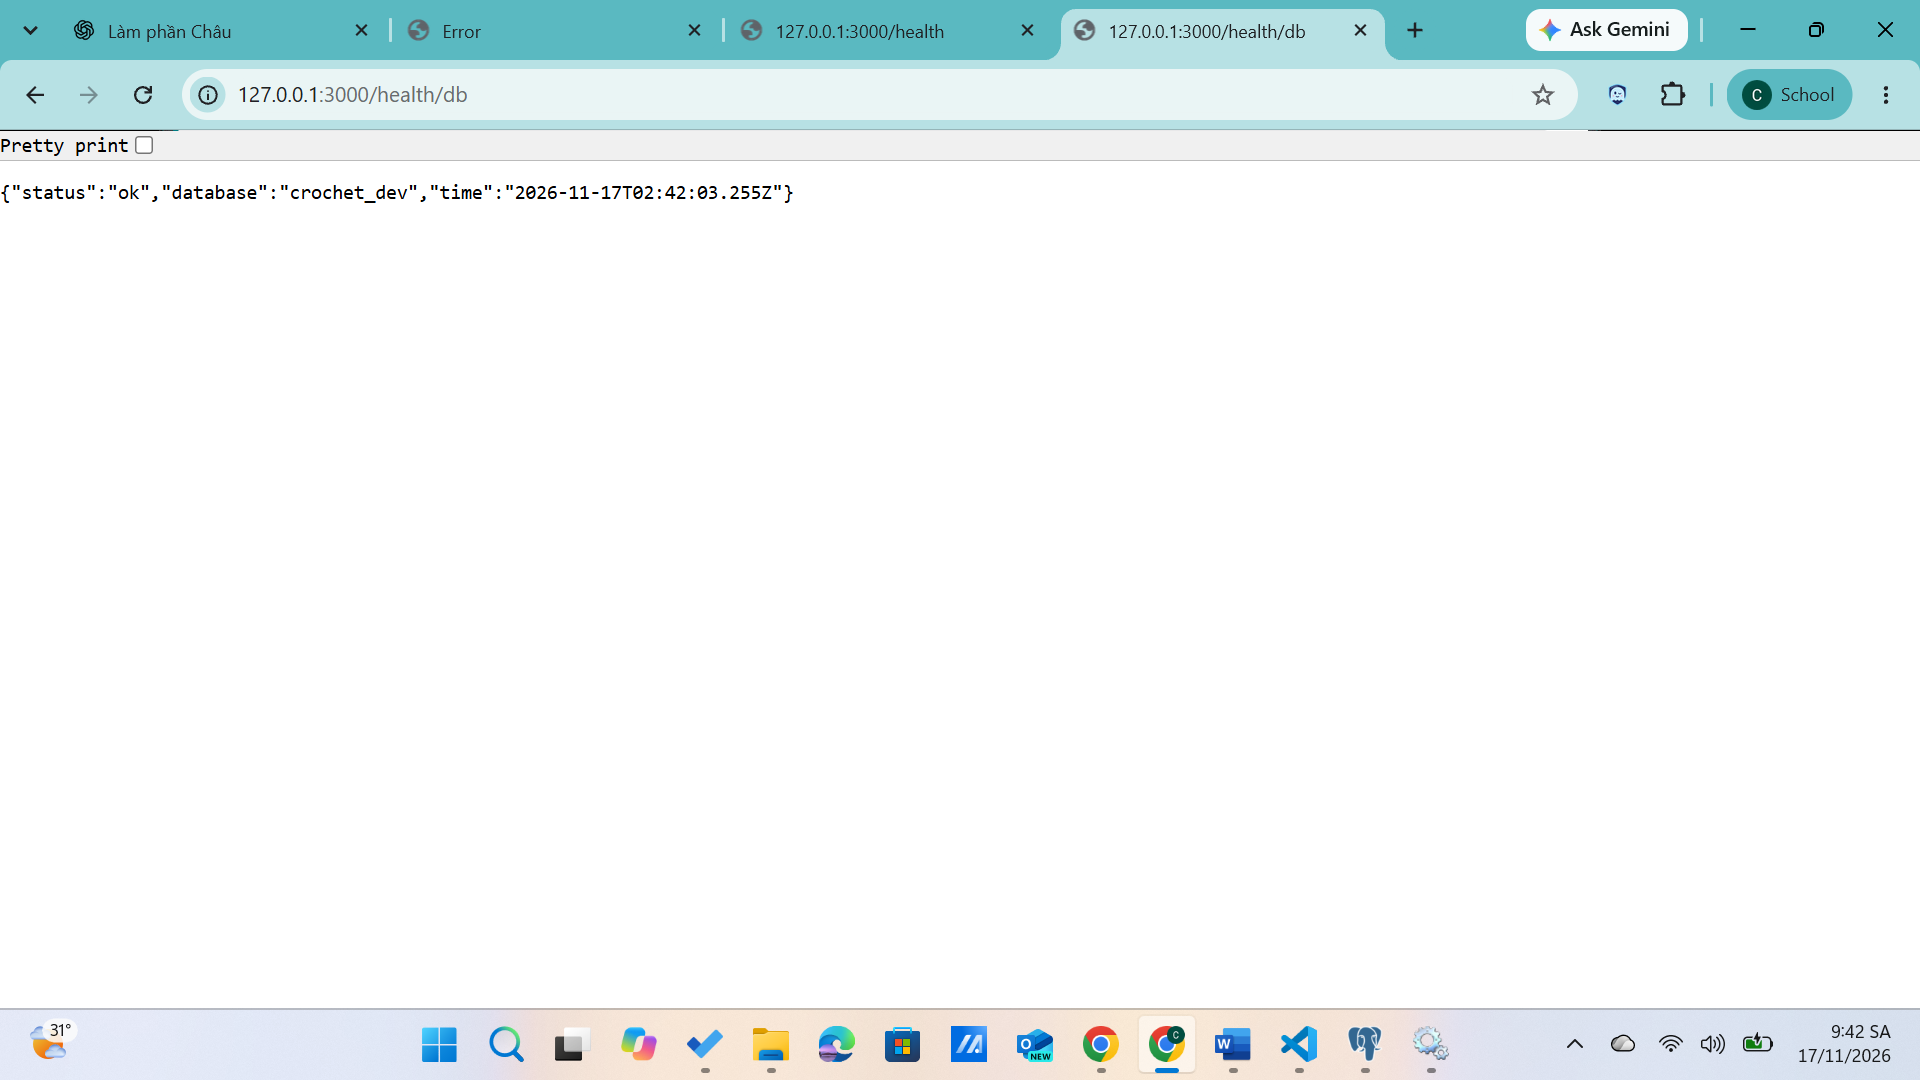 Làm phần Châu
Error
127.0.0.1:3000/health
127.0.0.1:3000/health/db
Ask Gemini
127.0.0.1:3000/health/db
C
School
Pretty print
{"status":"ok","database":"crochet_dev","time":"2026-11-17T02:42:03.255Z"}
31°
NEW
C
9:42 SA
17/11/2026